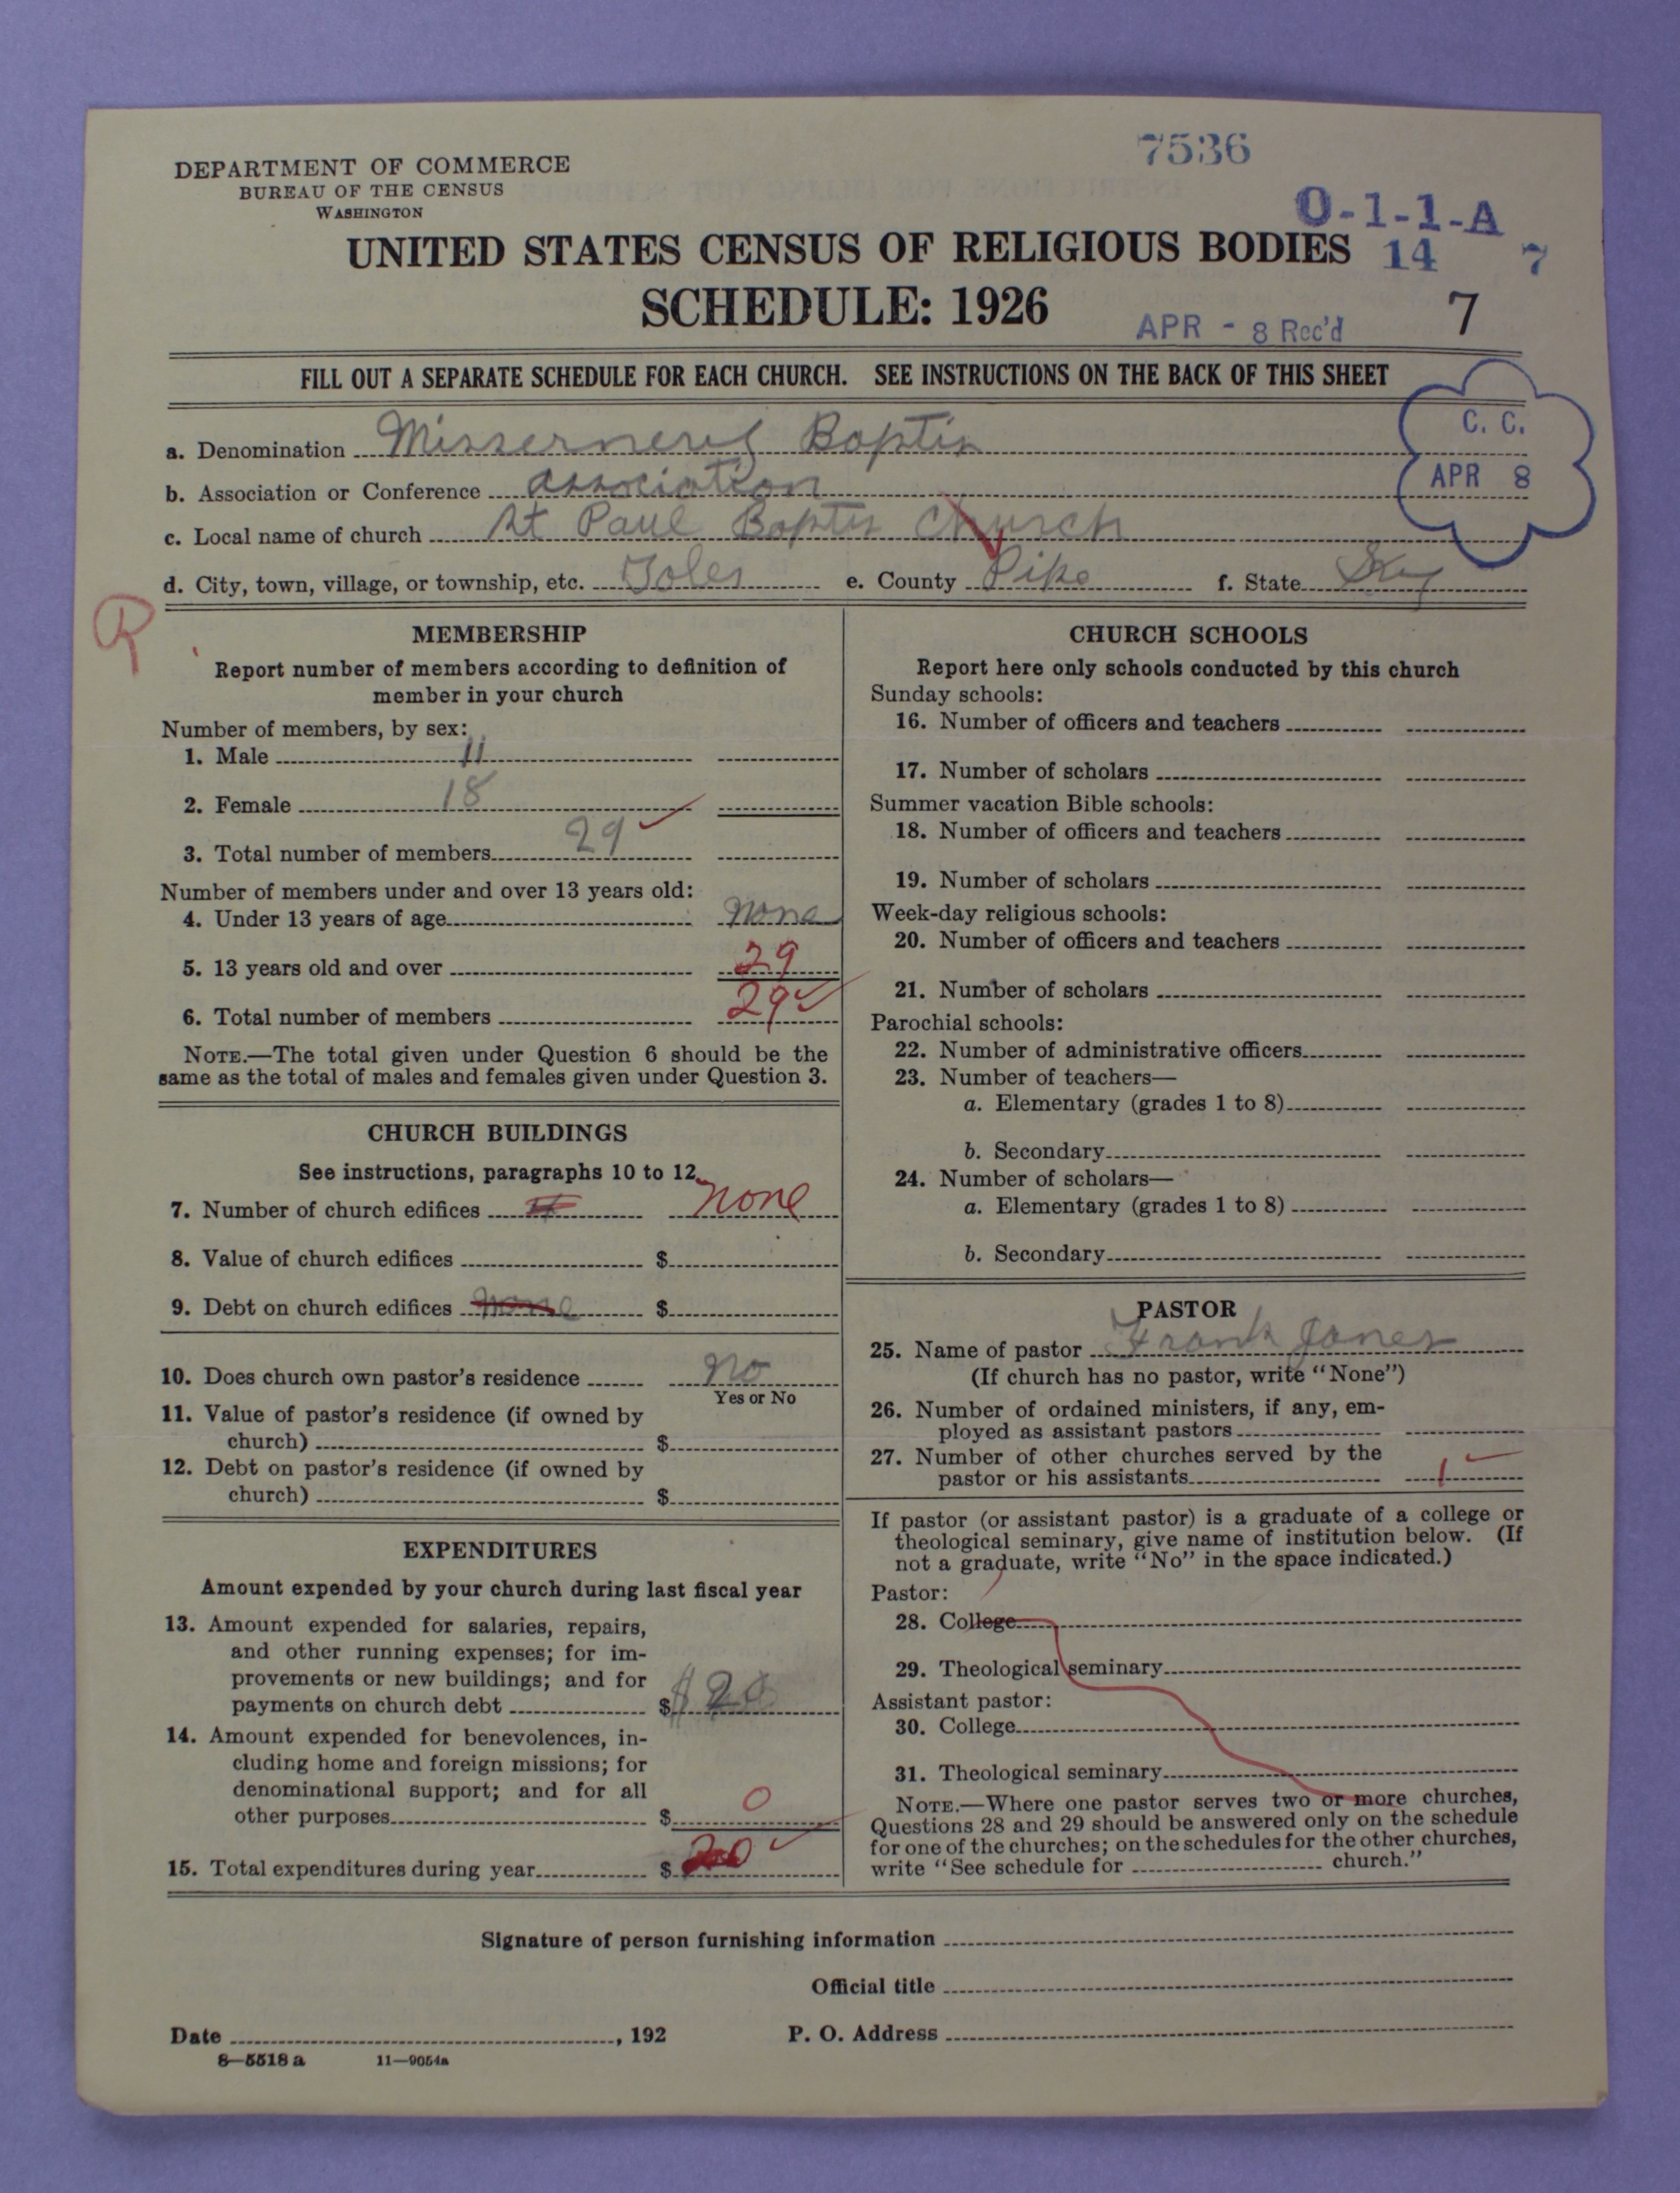 7536
DEPARTMENT OF COMMERCE
BUREAU OF THE CENSUS
WASHINGTON
O-1-1-A
UNITED STATES CENSUS OF RELIGIOUS BODIES 14 7
SCHEDULE: 1926
APR - 8 Rec'd 7
FILL OUT A SEPARATE SCHEDULE FOR EACH CHURCH. SEE INSTRUCTIONS ON THE BACK OF THIS SHEET
C. C.
APR 8
a. Denomination Baptis
b. Association or Conference association
c. Local name of church St Paul Baptis Church
d. City, town, village, or township, etc. e. County Pike f. State
R
MEMBERSHIP
Report number of members according to definition of
member in your church
Number of members, by sex:
1. Male 11
2. Female 18
3. Total number of members 29
Number of members under and over 13 years old:
4. Under 13 years of age none
5. 13 years old and over 29
6. Total number of members 29
NOTE.—The total given under Question 6 should be the
same as the total of males and females given under Question 3.
CHURCH BUILDINGS
See instructions, paragraphs 10 to 12
7. Number of church edifices none
8. Value of church edifices $
9. Debt on church edifices none $
10. Does church own pastor's residence no
Yes or No
11. Value of pastor's residence (if owned by
church) $
12. Debt on pastor's residence (if owned by
church) $
EXPENDITURES
Amount expended by your church during last fiscal year
13. Amount expended for salaries, repairs,
and other running expenses; for im-
provements or new buildings; and for
payments on church debt $ $20
14. Amount expended for benevolences, in-
cluding home and foreign missions; for
denominational support; and for all
other purposes $ 0
15. Total expenditures during year $ 20
CHURCH SCHOOLS
Report here only schools conducted by this church
Sunday schools:
16. Number of officers and teachers
17. Number of scholars
Summer vacation Bible schools:
18. Number of officers and teachers
19. Number of scholars
Week-day religious schools:
20. Number of officers and teachers
21. Number of scholars
Parochial schools:
22. Number of administrative officers
23. Number of teachers—
a. Elementary (grades 1 to 8)
b. Secondary
24. Number of scholars—
a. Elementary (grades 1 to 8)
b. Secondary
PASTOR
25. Name of pastor Frank Jones
(If church has no pastor, write "None")
26. Number of ordained ministers, if any, em-
ployed as assistant pastors
27. Number of other churches served by the
pastor or his assistants 1
If pastor (or assistant pastor) is a graduate of a college or
theological seminary, give name of institution below. (If
not a graduate, write "No" in the space indicated.)
Pastor:
28. College
29. Theological seminary
Assistant pastor:
30. College
31. Theological seminary
NOTE.—Where one pastor serves two or more churches,
Questions 28 and 29 should be answered only on the schedule
for one of the churches; on the schedules for the other churches,
write "See schedule for church."
Signature of person furnishing information
Official title
Date , 192 P. O. Address
8—5518 a 11—9054a